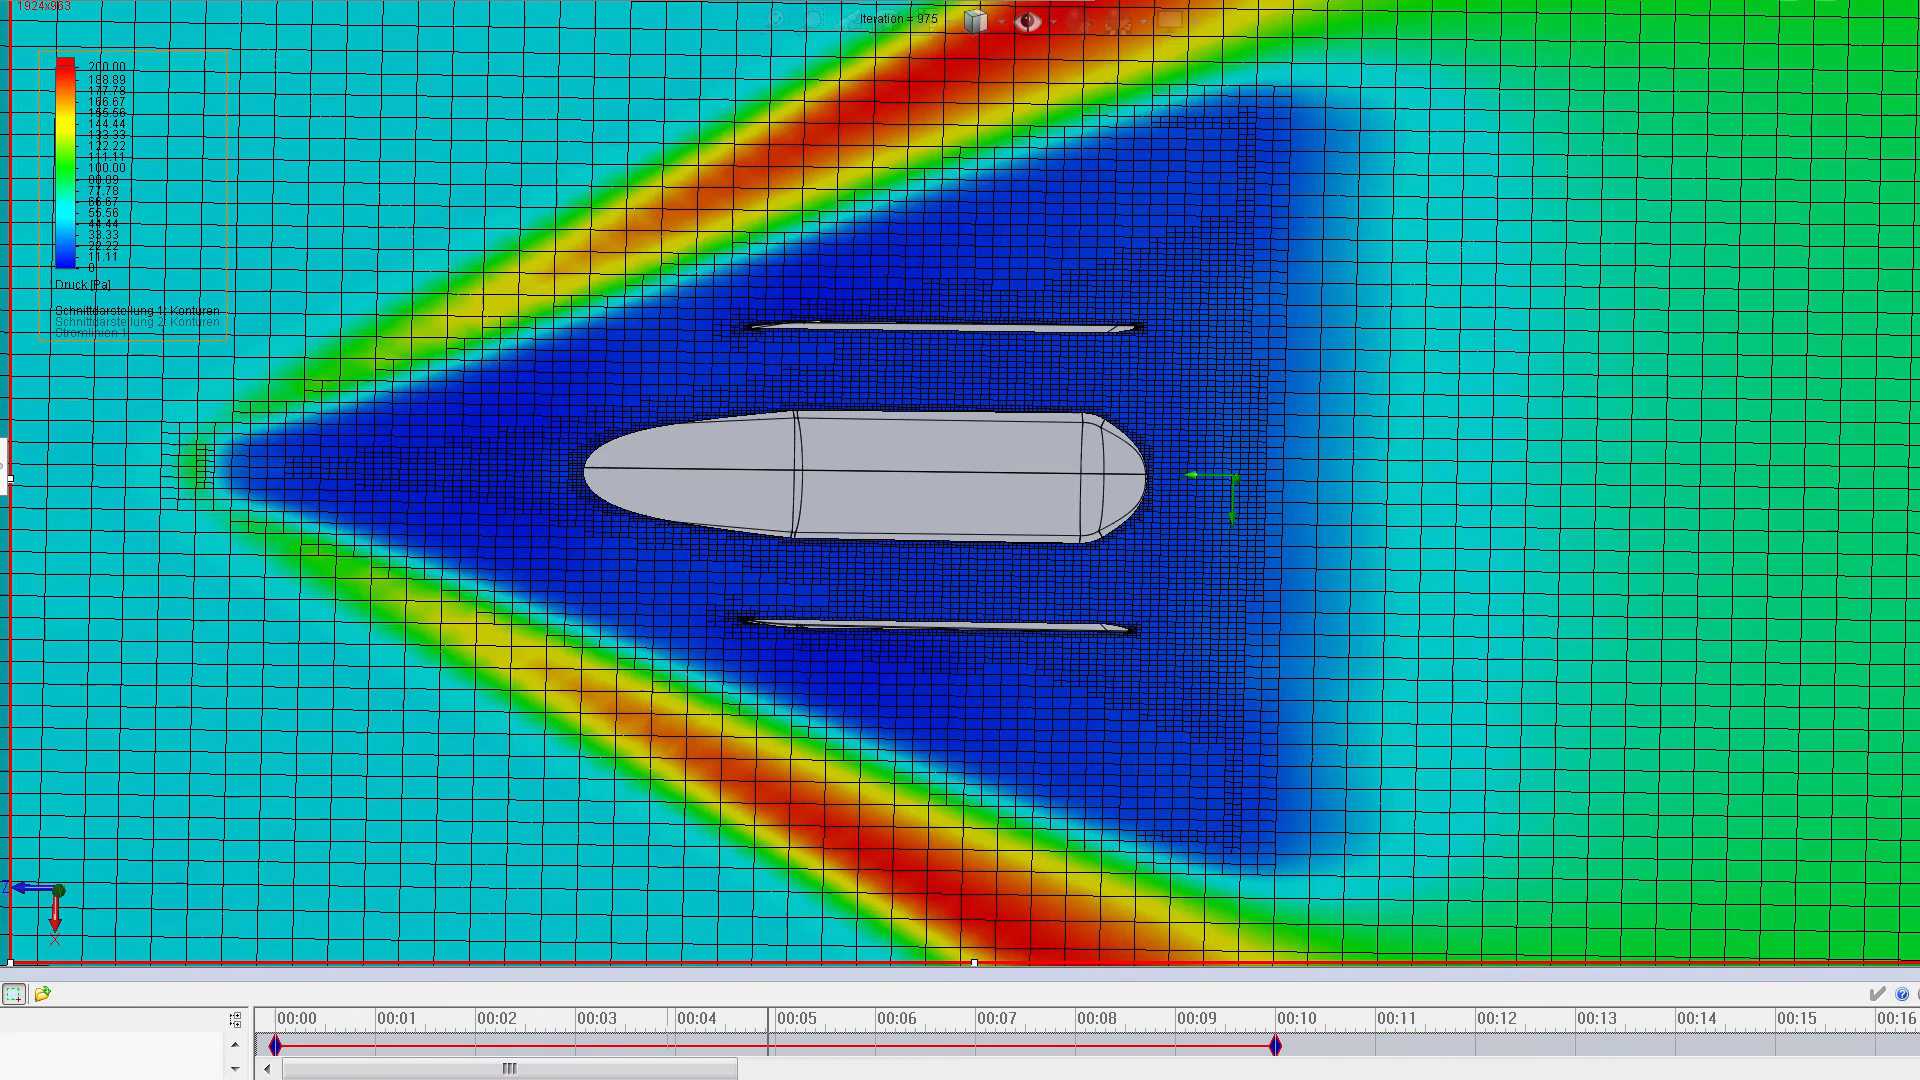 1924x963
Iteration = 975
200.00
188.89
177.78
166.67
155.56
144.44
133.33
122.22
111.11
100.00
77.78
66.67
55.56
44.44
33.33
22.22
11.11
0
Druck [Pa]
Schnittdarstellung 1: Konturen
Schnittdarstellung 2: Konturen
Stromlinien 1
Z
X
00:00 00:01 00:02 00:03 00:04 00:05 00:06 00:07 00:08 00:09 00:10 00:11 00:12 00:13 00:14 00:15 00:16